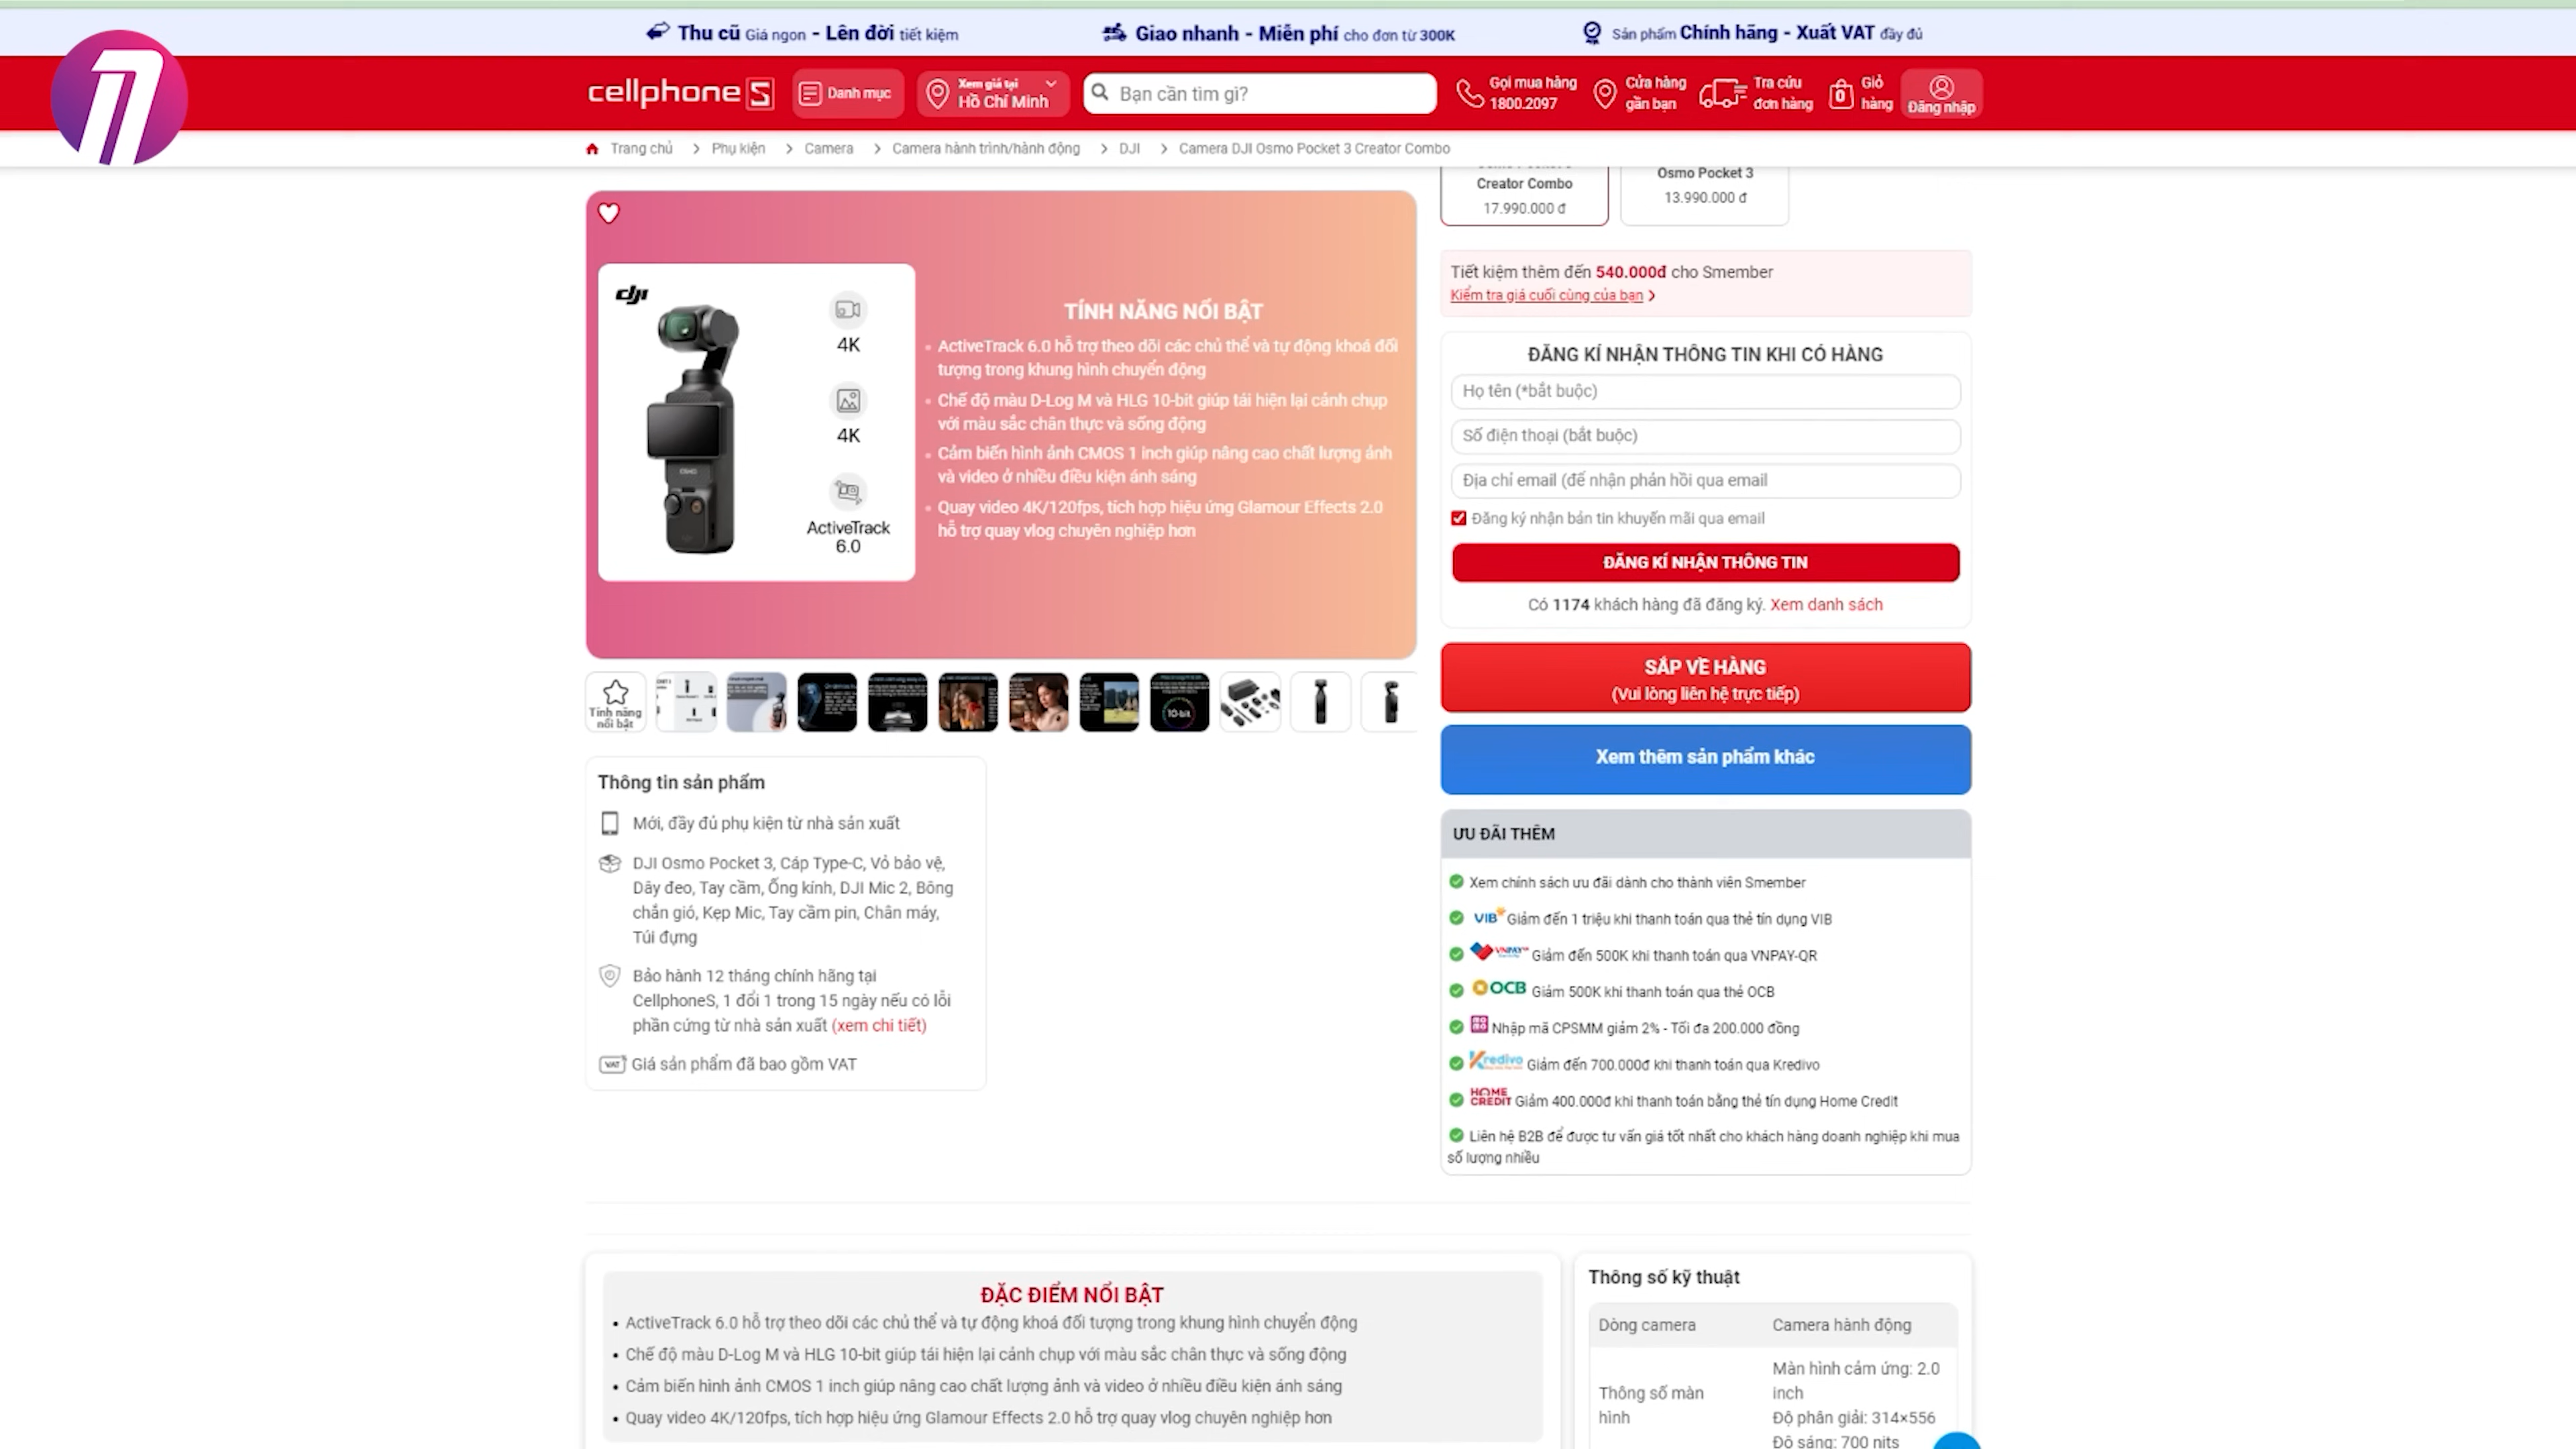 Thu cũ Giá ngon - Lên đời tiết kiệm
Giao nhanh - Miễn phí cho đơn từ 300K
Sản phẩm Chính hãng - Xuất VAT đầy đủ
cellphoneS
Danh mục
Xem giá tại
Hồ Chí Minh
Bạn cần tìm gì?
Gọi mua hàng
1800.2097
Cửa hàng
gần bạn
Tra cứu
đơn hàng
0
Giỏ
hàng
Đăng nhập
Trang chủ > Phụ kiện > Camera > Camera hành trình/hành động > DJI > Camera DJI Osmo Pocket 3 Creator Combo
dji
4K
4K
OSMO
ActiveTrack
6.0
TÍNH NĂNG NỔI BẬT
ActiveTrack 6.0 hỗ trợ theo dõi các chủ thể và tự động khoá đối
tượng trong khung hình chuyển động
Chế độ màu D-Log M và HLG 10-bit giúp tái hiện lại cảnh chụp
với màu sắc chân thực và sống động
Cảm biến hình ảnh CMOS 1 inch giúp nâng cao chất lượng ảnh
và video ở nhiều điều kiện ánh sáng
Quay video 4K/120fps, tích hợp hiệu ứng Glamour Effects 2.0
hỗ trợ quay vlog chuyên nghiệp hơn
Tính năng
nổi bật
10-bit
Thông tin sản phẩm
Mới, đầy đủ phụ kiện từ nhà sản xuất
DJI Osmo Pocket 3, Cáp Type-C, Vỏ bảo vệ,
Dây đeo, Tay cầm, Ống kính, DJI Mic 2, Bông
chắn gió, Kẹp Mic, Tay cầm pin, Chân máy,
Túi đựng
Bảo hành 12 tháng chính hãng tại
CellphoneS, 1 đổi 1 trong 15 ngày nếu có lỗi
phần cứng từ nhà sản xuất (xem chi tiết)
VAT Giá sản phẩm đã bao gồm VAT
Creator Combo
17.990.000 đ
Osmo Pocket 3
13.990.000 đ
Tiết kiệm thêm đến 540.000đ cho Smember
Kiểm tra giá cuối cùng của bạn >
ĐĂNG KÍ NHẬN THÔNG TIN KHI CÓ HÀNG
Họ tên (*bắt buộc)
Số điện thoại (bắt buộc)
Địa chỉ email (để nhận phản hồi qua email
Đăng ký nhận bản tin khuyến mãi qua email
ĐĂNG KÍ NHẬN THÔNG TIN
Có 1174 khách hàng đã đăng ký. Xem danh sách
SẮP VỀ HÀNG
(Vui lòng liên hệ trực tiếp)
Xem thêm sản phẩm khác
ƯU ĐÃI THÊM
Xem chính sách ưu đãi dành cho thành viên Smember
VIB Giảm đến 1 triệu khi thanh toán qua thẻ tín dụng VIB
VNPAY Giảm đến 500K khi thanh toán qua VNPAY-QR
OCB Giảm 500K khi thanh toán qua thẻ OCB
Nhập mã CPSMM giảm 2% - Tối đa 200.000 đồng
Kredivo Giảm đến 700.000đ khi thanh toán qua Kredivo
HOME CREDIT Giảm 400.000đ khi thanh toán bằng thẻ tín dụng Home Credit
Liên hệ B2B để được tư vấn giá tốt nhất cho khách hàng doanh nghiệp khi mua
số lượng nhiều
ĐẶC ĐIỂM NỔI BẬT
ActiveTrack 6.0 hỗ trợ theo dõi các chủ thể và tự động khoá đối tượng trong khung hình chuyển động
Chế độ màu D-Log M và HLG 10-bit giúp tái hiện lại cảnh chụp với màu sắc chân thực và sống động
Cảm biến hình ảnh CMOS 1 inch giúp nâng cao chất lượng ảnh và video ở nhiều điều kiện ánh sáng
Quay video 4K/120fps, tích hợp hiệu ứng Glamour Effects 2.0 hỗ trợ quay vlog chuyên nghiệp hơn
Thông số kỹ thuật
Dòng camera
Camera hành động
Thông số màn
hình
Màn hình cảm ứng: 2.0
inch
Độ phân giải: 314×556
Độ sáng: 700 nits